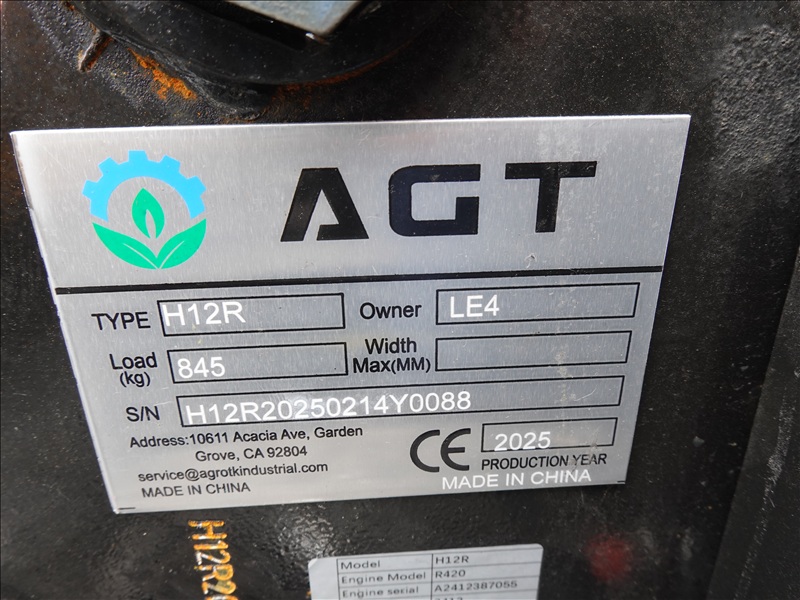 AGT
TYPE H12R Owner LE4
Load (kg) 845 Width Max(MM)
S/N H12R20250214Y0088
Address:10611 Acacia Ave, Garden
Grove, CA 92804
service@agrotkindustrial.com
MADE IN CHINA
CE 2025
PRODUCTION YEAR
MADE IN CHINA
Model H12R
Engine Model R420
Engine serial A2412387055